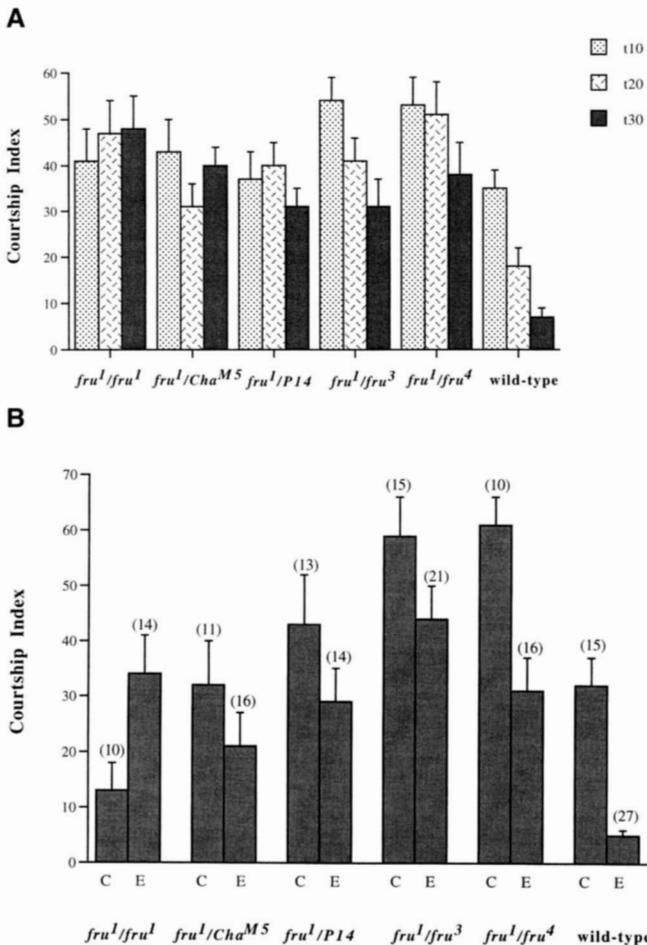 A
t10
t20
t30
60
50
40
30
20
10
0
Courtship Index
fru¹/fru¹ fru¹/Chaᴹ⁵ fru¹/P14 fru¹/fru³ fru¹/fru⁴ wild-type
B
70
60
50
40
30
20
10
0
Courtship Index
(10) (14) (11) (16) (13) (14) (15) (21) (10) (16) (15) (27)
C E C E C E C E C E C E
fru¹/fru¹ fru¹/Chaᴹ⁵ fru¹/P14 fru¹/fru³ fru¹/fru⁴ wild-type